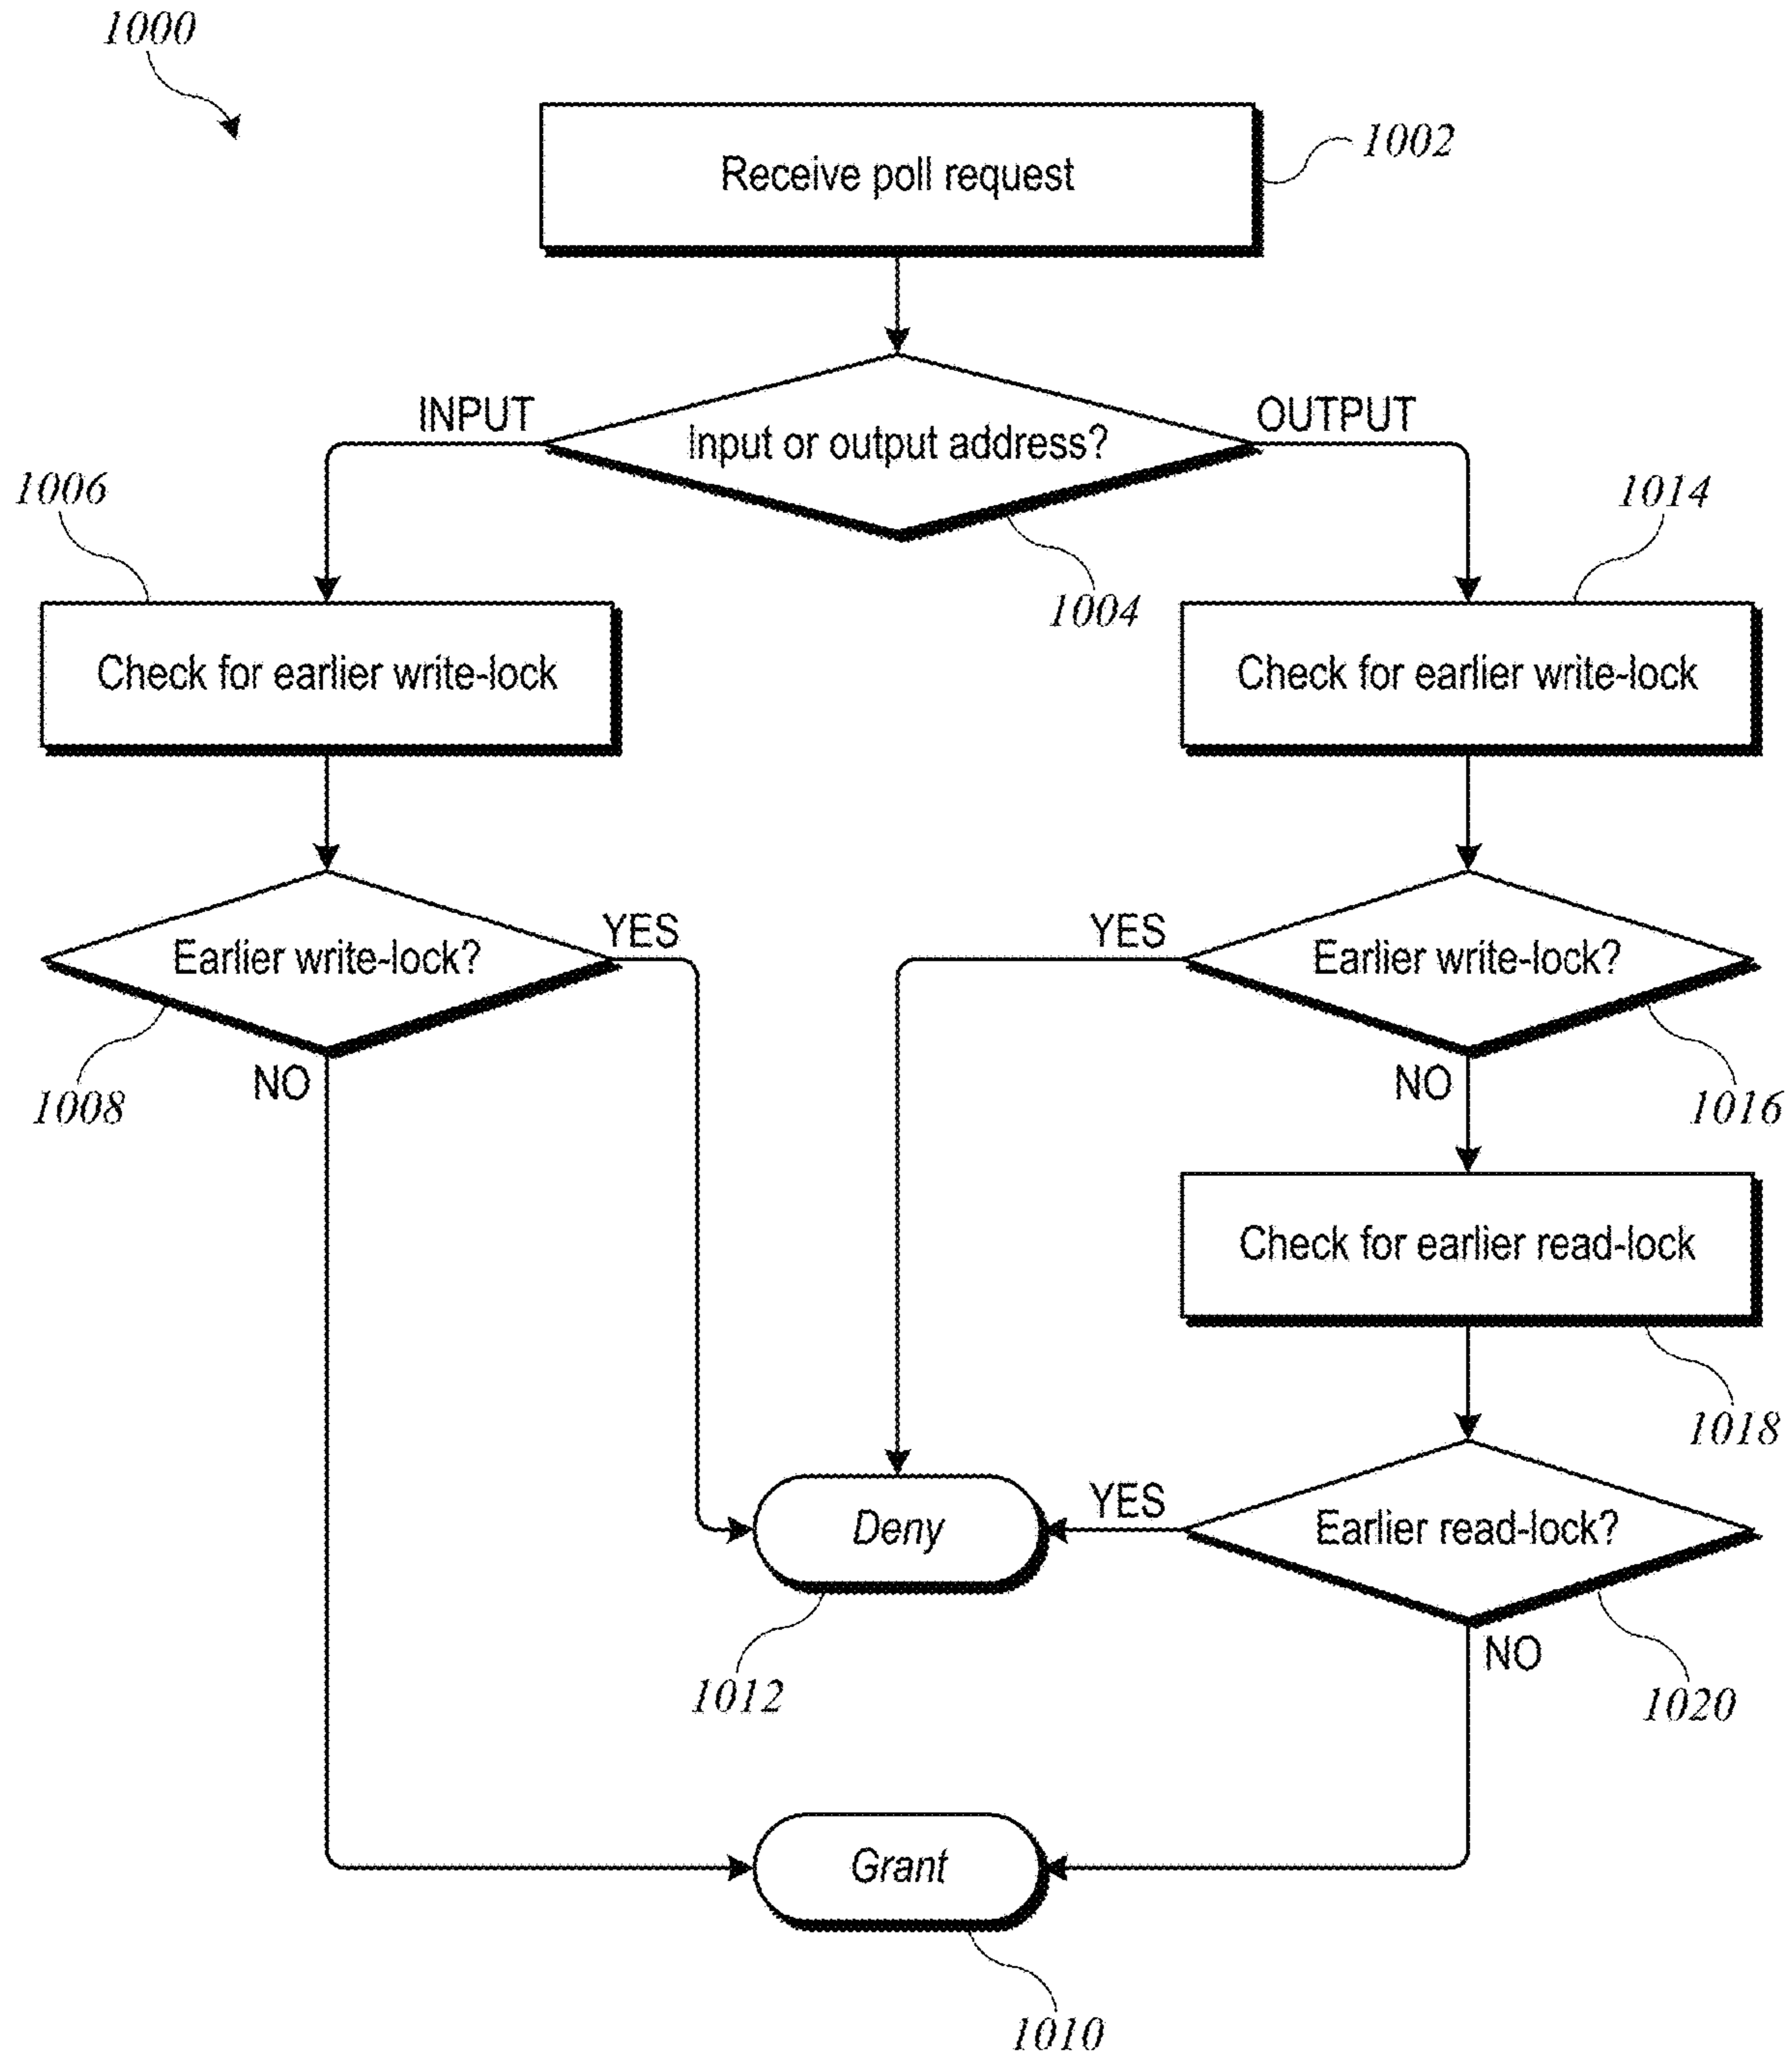 1000
Receive poll request
1002
INPUT
Input or output address?
OUTPUT
1004
1006
1014
Check for earlier write-lock
Check for earlier write-lock
Earlier write-lock?
YES
YES
Earlier write-lock?
1008
NO
NO
1016
Check for earlier read-lock
1018
Deny
YES
Earlier read-lock?
1012
NO
1020
Grant
1010